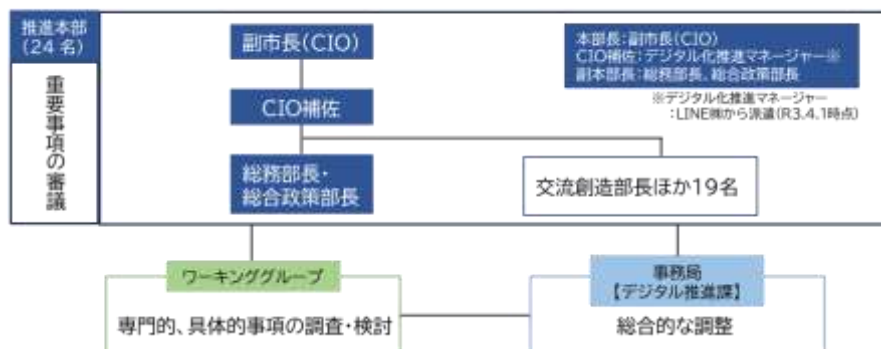 推進本部
(24名)
重要事項の審議
副市長(CIO)
CIO補佐
総務部長・
総合政策部長
本部長:副市長(CIO)
CIO補佐:デジタル化推進マネージャー※
副本部長:総務部長、総合政策部長
※デジタル化推進マネージャー
:LINE㈱から派遣(R3.4.1時点)
交流創造部長ほか19名
ワーキンググループ
専門的、具体的事項の調査・検討
事務局
【デジタル推進課】
総合的な調整